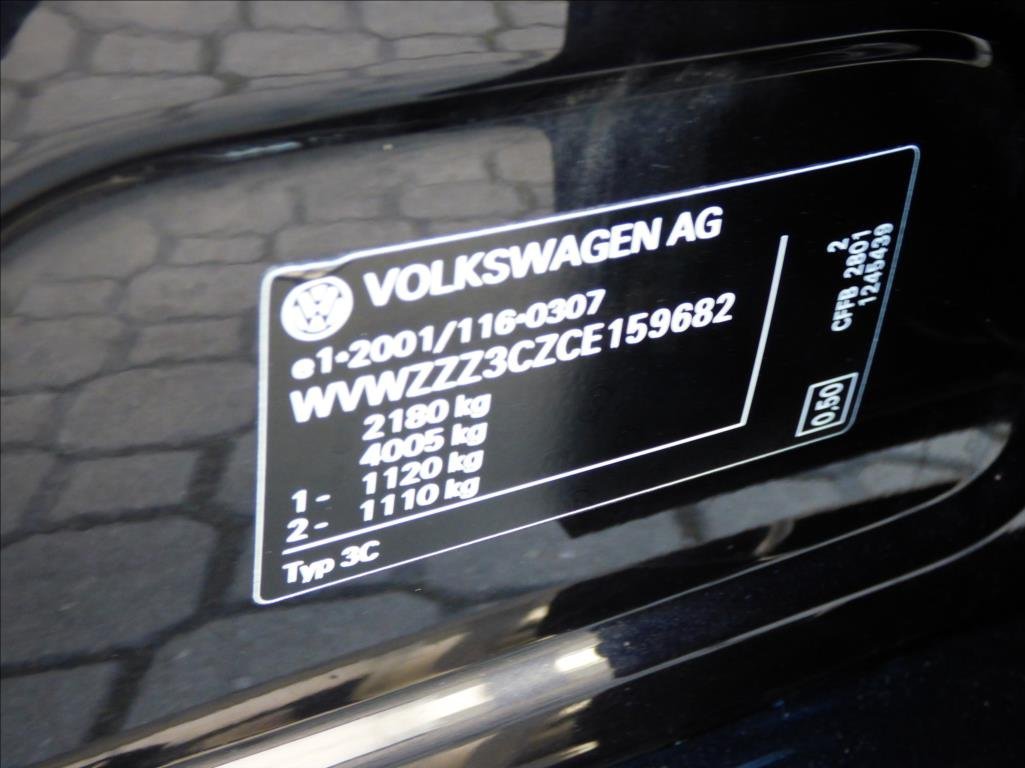 VOLKSWAGEN AG
e1*2001/116*0307
WVWZZZ3CZCE159682
2180 kg
4005 kg
1 - 1120 kg
2 - 1110 kg
Typ 3C
2
CFFB 2801
1245439
0,50